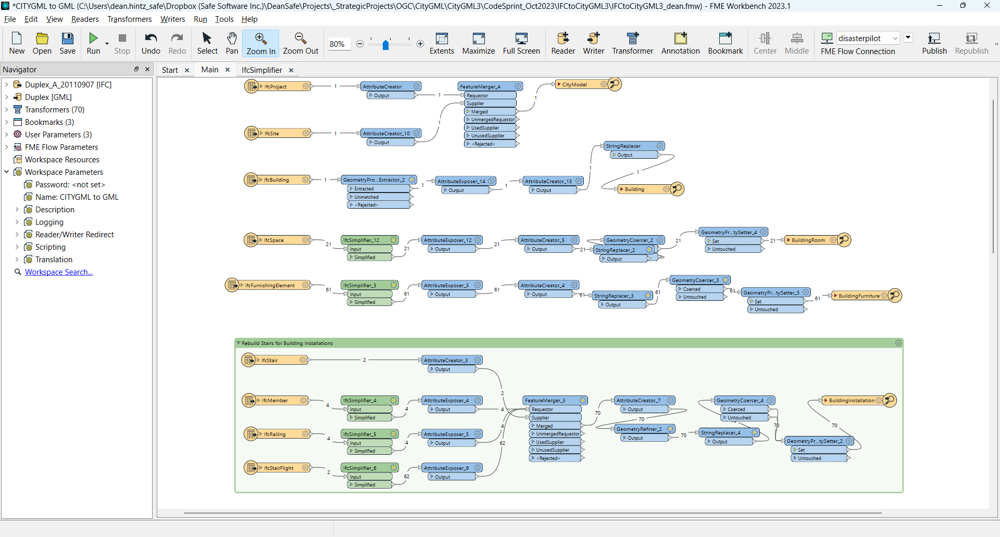 *CITYGML to GML (C:\Users\dean.hintz_safe\Dropbox (Safe Software Inc.)\DeanSafe\Projects\_StrategicProjects\OGC\CityGML\CityGML3\CodeSprint_Oct2023\IFCtoCityGML3\IFCtoCityGML3_dean.fmw) - FME Workbench 2023.1
File Edit View Readers Transformers Writers Run Tools Help
New Open Save Run Stop Undo Redo Select Pan Zoom In Zoom Out 80% Extents Maximize Full Screen Reader Writer Transformer Annotation Bookmark Center Middle disasterpilot FME Flow Connection Publish Republish »
Navigator
Duplex_A_20110907 [IFC]
Duplex [GML]
Transformers (70)
Bookmarks (3)
User Parameters (3)
FME Flow Parameters
Workspace Resources
Workspace Parameters
Password: <not set>
Name: CITYGML to GML
Description
Logging
Reader/Writer Redirect
Scripting
Translation
Workspace Search...
Start Main IfcSimplifier
IfcProject 1 AttributeCreator FeatureMerger_4 CityModel
Output 1 Requestor 1
Supplier
Merged
UnmergedRequestor
1 UsedSupplier
IfcSite 1 AttributeCreator_10 UnusedSupplier
Output <Rejected>
StringReplacer
Output
1 1
IfcBuilding 1 GeometryPro...Extractor_2 1 AttributeExposer_14 1 AttributeCreator_13 Building
Extracted Output Output
Unmatched
<Rejected>
GeometryPr...tySetter_4
IfcSpace 21 IfcSimplifier_12 21 AttributeExposer_12 21 AttributeCreator_5 GeometryCoercer_2 21 Set 21 BuildingRoom
Input Output Output 21 StringReplacer_2 Untouched
Simplified Output
GeometryCoercer_3
IfcFurnishingElement 61 IfcSimplifier_3 61 AttributeExposer_3 61 AttributeCreator_4 Coerced 61
Input Output Output 61 StringReplacer_3 61 Untouched GeometryPr...tySetter_3 61 BuildingFurniture
Simplified Output Set
Untouched
Rebuild Stairs for Building Installations
IfcStair 2 AttributeCreator_3
Output
2
IfcMember 4 IfcSimplifier_4 4 AttributeExposer_4 FeatureMerger_3 AttributeCreator_7 GeometryCoercer_4 BuildingInstallation
Input Output 4 Requestor 70 Output Coerced
Simplified Supplier 70 Untouched
Merged 70 70 70
IfcRailing 4 IfcSimplifier_5 4 AttributeExposer_5 4 UnmergedRequestor GeometryRefiner_2 70 StringReplacer_4
Input Output 62 UsedSupplier Output Output GeometryPr...tySetter_2
Simplified UnusedSupplier Set
<Rejected> Untouched
IfcStairFlight 2 IfcSimplifier_6 62 AttributeExposer_6
Input Output
Simplified